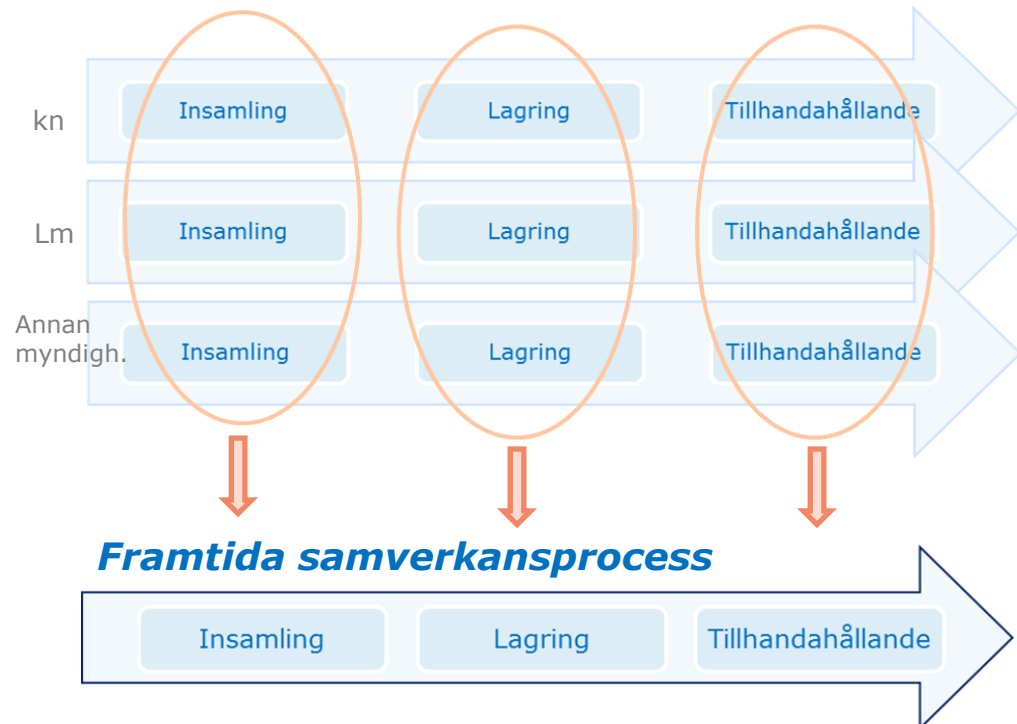 kn
Insamling
Lagring
Tillhandahållande
Lm
Insamling
Lagring
Tillhandahållande
Annan
myndigh.
Insamling
Lagring
Tillhandahållande
Framtida samverkansprocess
Insamling
Lagring
Tillhandahållande